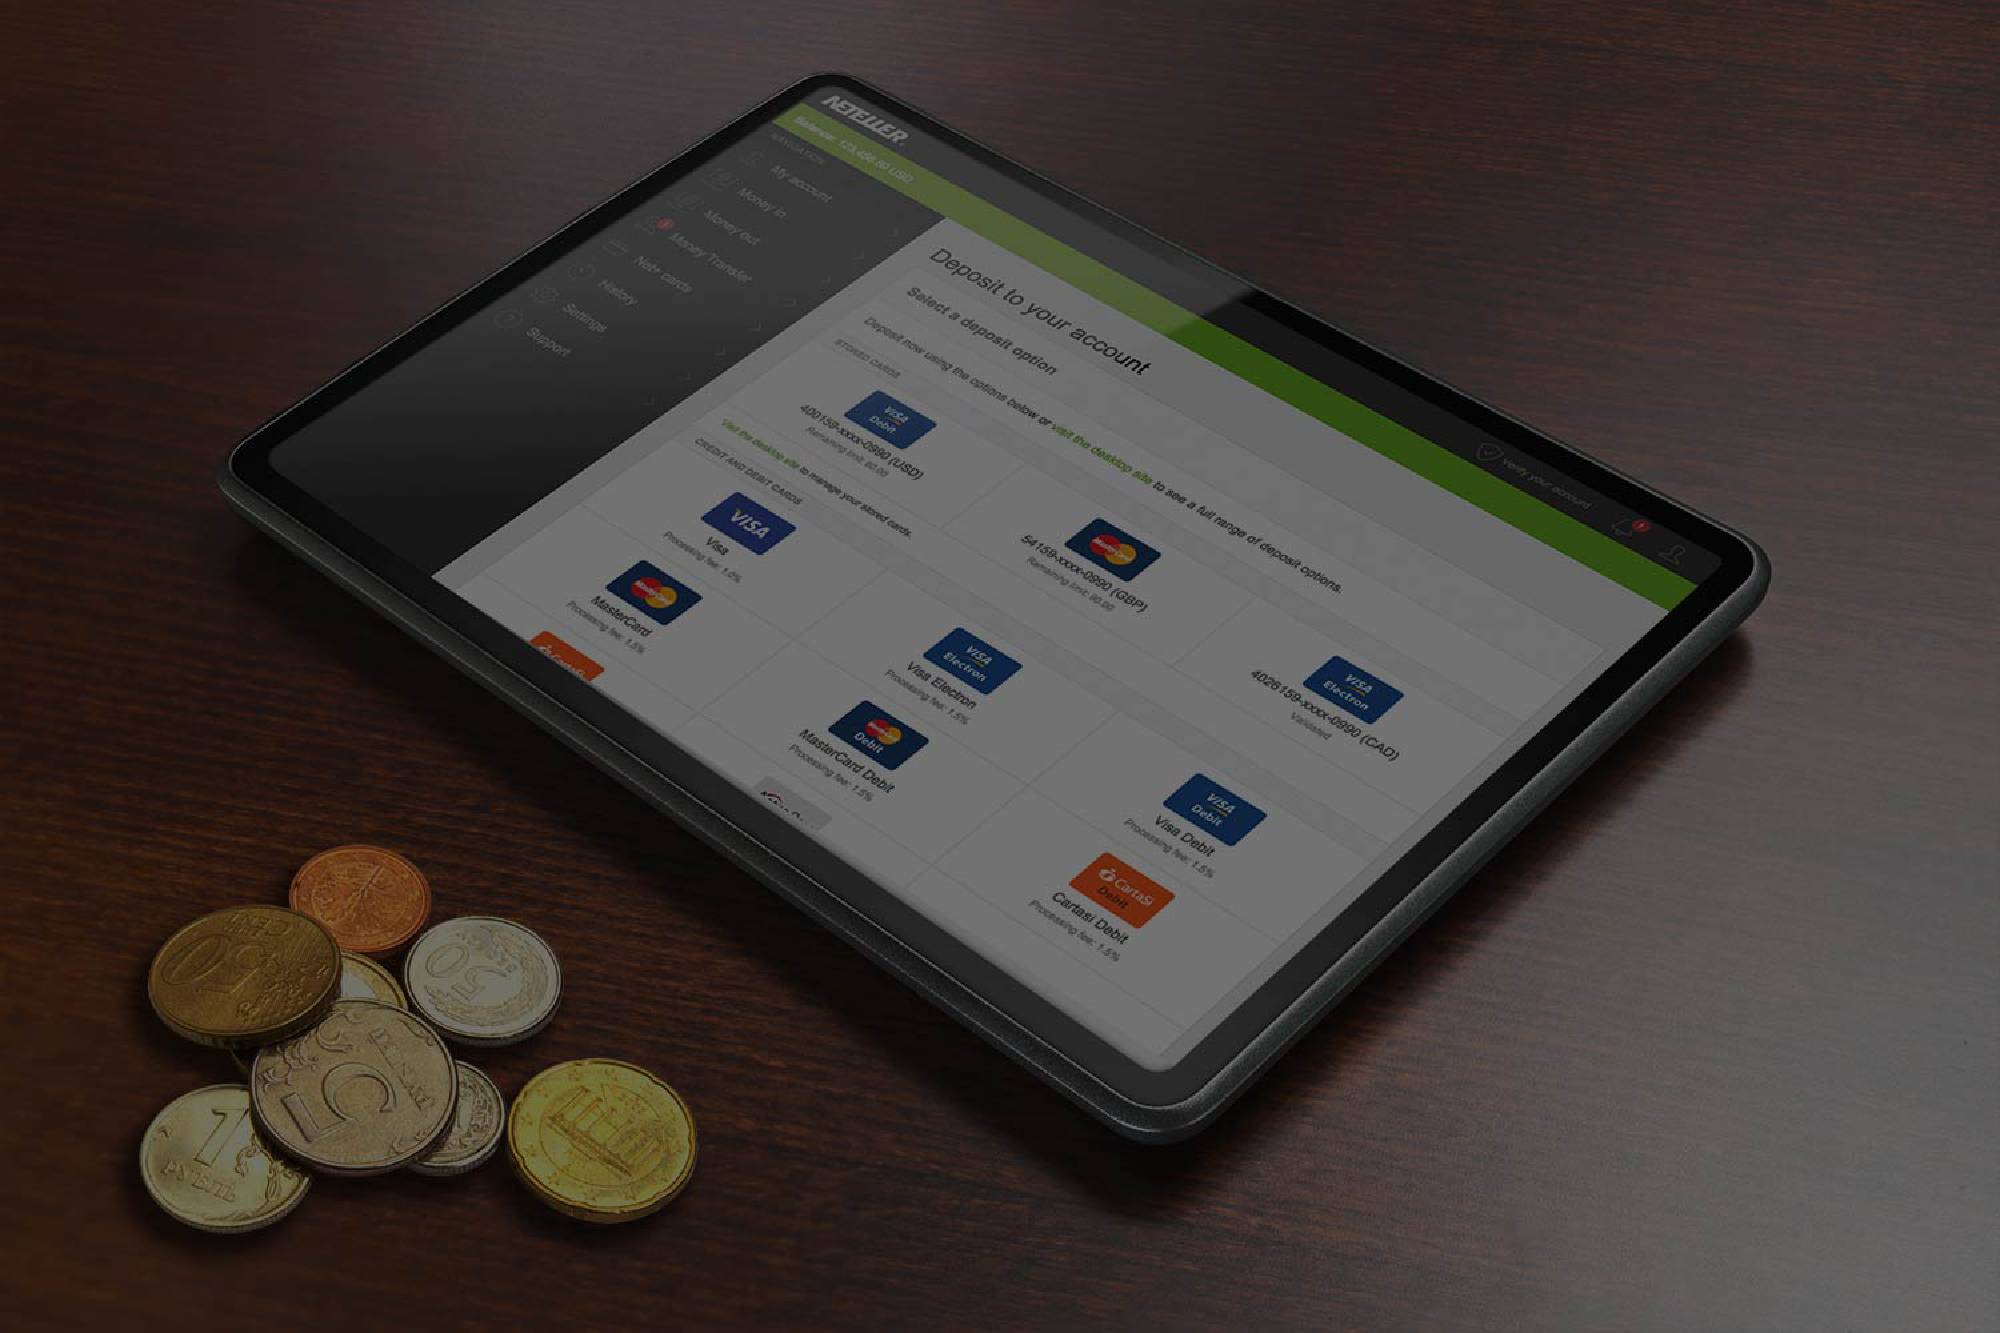 NETELLER
Balance: 123,456.80 USD
Verify your account
NAVIGATION
My account
Money in
Money out
Money Transfer
Net+ cards
History
Settings
Support
Deposit to your account
Select a deposit option
Deposit now using the options below or visit the desktop site to see a full range of deposit options.
STORED CARDS
VISA
Debit
400159-xxxx-0990 (USD)
Remaining limit: 80.00
MasterCard
54159-xxxx-0990 (GBP)
Remaining limit: 90.00
VISA
Electron
4026159-xxxx-0990 (CAD)
Validated
Visit the desktop site to manage your stored cards.
CREDIT AND DEBIT CARDS
VISA
Visa
Processing fee: 1.0%
VISA
Electron
Visa Electron
Processing fee: 1.5%
VISA
Debit
Visa Debit
Processing fee: 1.5%
MasterCard
MasterCard
Processing fee: 1.5%
Debit
MasterCard Debit
Processing fee: 1.5%
CartaSi
Debit
Cartasi Debit
Processing fee: 1.5%
CartaSi
50
50
5
1
РУБЛЬ